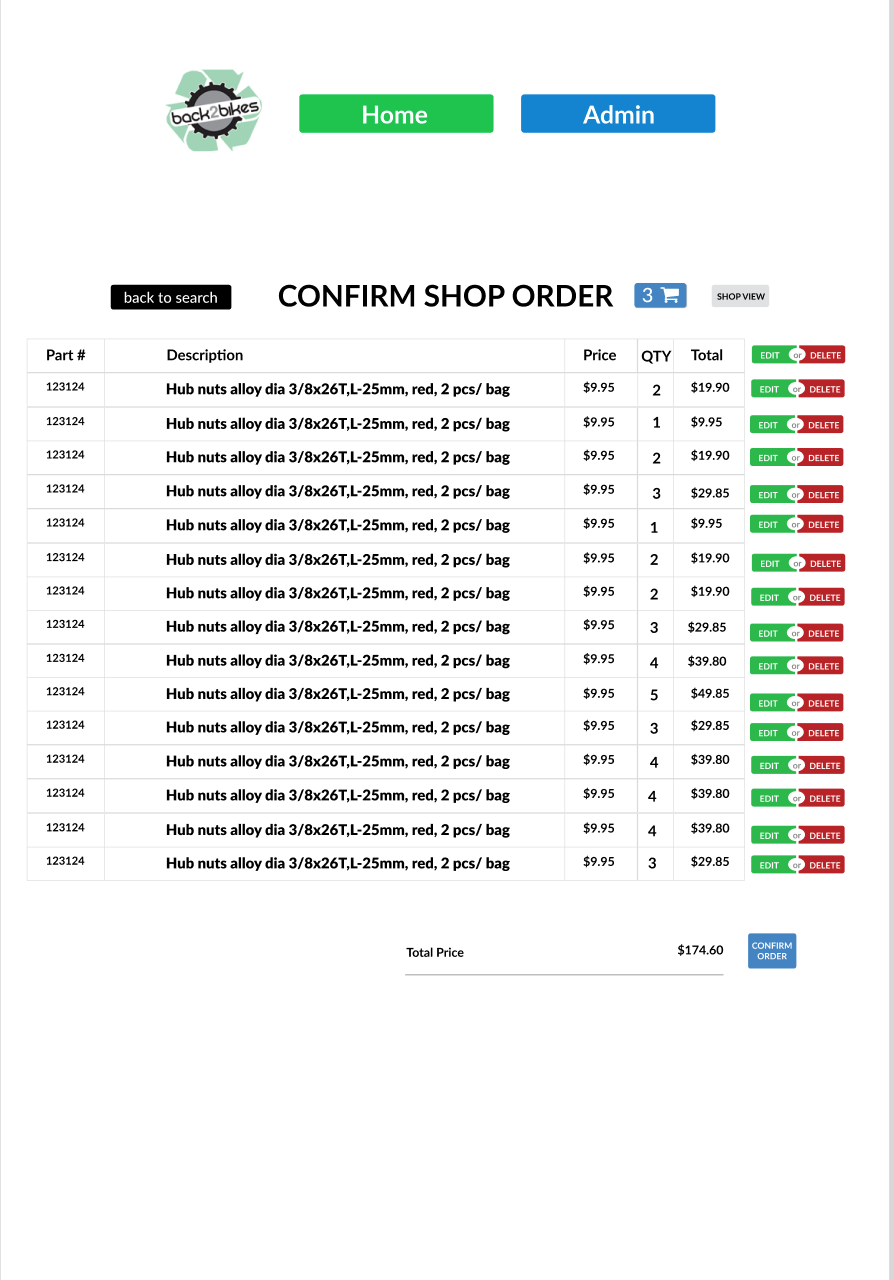 back2bikes
Home Admin
back to search CONFIRM SHOP ORDER 3 SHOP VIEW
Part # Description Price QTY Total EDIT or DELETE
123124 Hub nuts alloy dia 3/8x26T,L-25mm, red, 2 pcs/ bag $9.95 2 $19.90 EDIT or DELETE
123124 Hub nuts alloy dia 3/8x26T,L-25mm, red, 2 pcs/ bag $9.95 1 $9.95 EDIT or DELETE
123124 Hub nuts alloy dia 3/8x26T,L-25mm, red, 2 pcs/ bag $9.95 2 $19.90 EDIT or DELETE
123124 Hub nuts alloy dia 3/8x26T,L-25mm, red, 2 pcs/ bag $9.95 3 $29.85 EDIT or DELETE
123124 Hub nuts alloy dia 3/8x26T,L-25mm, red, 2 pcs/ bag $9.95 1 $9.95 EDIT or DELETE
123124 Hub nuts alloy dia 3/8x26T,L-25mm, red, 2 pcs/ bag $9.95 2 $19.90 EDIT or DELETE
123124 Hub nuts alloy dia 3/8x26T,L-25mm, red, 2 pcs/ bag $9.95 2 $19.90 EDIT or DELETE
123124 Hub nuts alloy dia 3/8x26T,L-25mm, red, 2 pcs/ bag $9.95 3 $29.85 EDIT or DELETE
123124 Hub nuts alloy dia 3/8x26T,L-25mm, red, 2 pcs/ bag $9.95 4 $39.80 EDIT or DELETE
123124 Hub nuts alloy dia 3/8x26T,L-25mm, red, 2 pcs/ bag $9.95 5 $49.85 EDIT or DELETE
123124 Hub nuts alloy dia 3/8x26T,L-25mm, red, 2 pcs/ bag $9.95 3 $29.85 EDIT or DELETE
123124 Hub nuts alloy dia 3/8x26T,L-25mm, red, 2 pcs/ bag $9.95 4 $39.80 EDIT or DELETE
123124 Hub nuts alloy dia 3/8x26T,L-25mm, red, 2 pcs/ bag $9.95 4 $39.80 EDIT or DELETE
123124 Hub nuts alloy dia 3/8x26T,L-25mm, red, 2 pcs/ bag $9.95 4 $39.80 EDIT or DELETE
123124 Hub nuts alloy dia 3/8x26T,L-25mm, red, 2 pcs/ bag $9.95 3 $29.85 EDIT or DELETE
Total Price $174.60 CONFIRM
ORDER